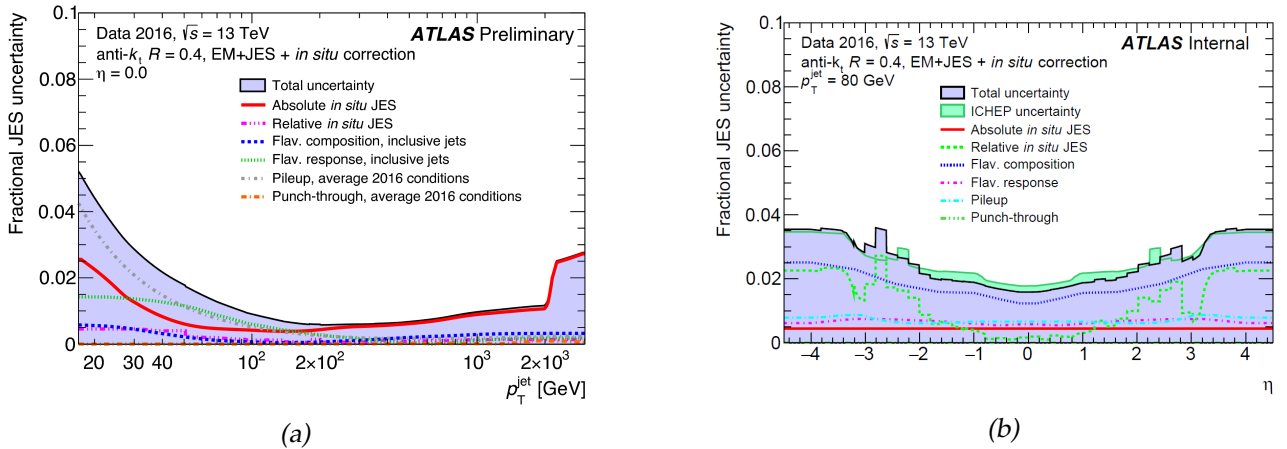 Fractional JES uncertainty
0.1
0.08
0.06
0.04
0.02
0
Data 2016, √s = 13 TeV
anti-kt R = 0.4, EM+JES + in situ correction
η = 0.0
ATLAS Preliminary
Total uncertainty
Absolute in situ JES
Relative in situ JES
Flav. composition, inclusive jets
Flav. response, inclusive jets
Pileup, average 2016 conditions
Punch-through, average 2016 conditions
20 30 40 10² 2×10² 10³ 2×10³
pTjet [GeV]
(a)
Fractional JES uncertainty
0.1
0.08
0.06
0.04
0.02
0
Data 2016, √s = 13 TeV
anti-kt R = 0.4, EM+JES + in situ correction
pTjet = 80 GeV
ATLAS Internal
Total uncertainty
ICHEP uncertainty
Absolute in situ JES
Relative in situ JES
Flav. composition
Flav. response
Pileup
Punch-through
−4 −3 −2 −1 0 1 2 3 4
η
(b)